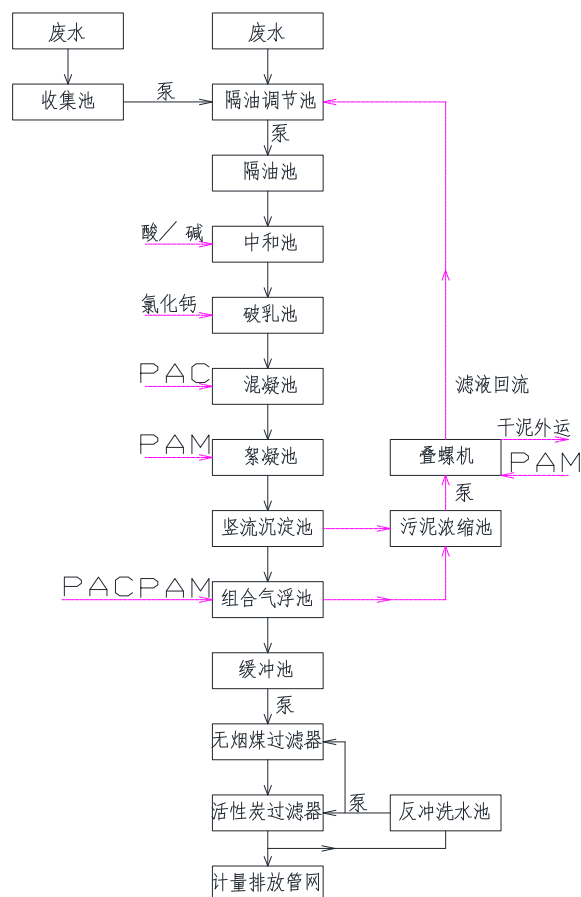 废水
废水
收集池
泵
隔油调节池
泵
隔油池
酸/碱
中和池
氯化钙
破乳池
PAC
混凝池
滤液回流
PAM
絮凝池
叠螺机
干泥外运
PAM
泵
竖流沉淀池
污泥浓缩池
PACPAM
组合气浮池
缓冲池
泵
无烟煤过滤器
活性炭过滤器
泵
反冲洗水池
计量排放管网